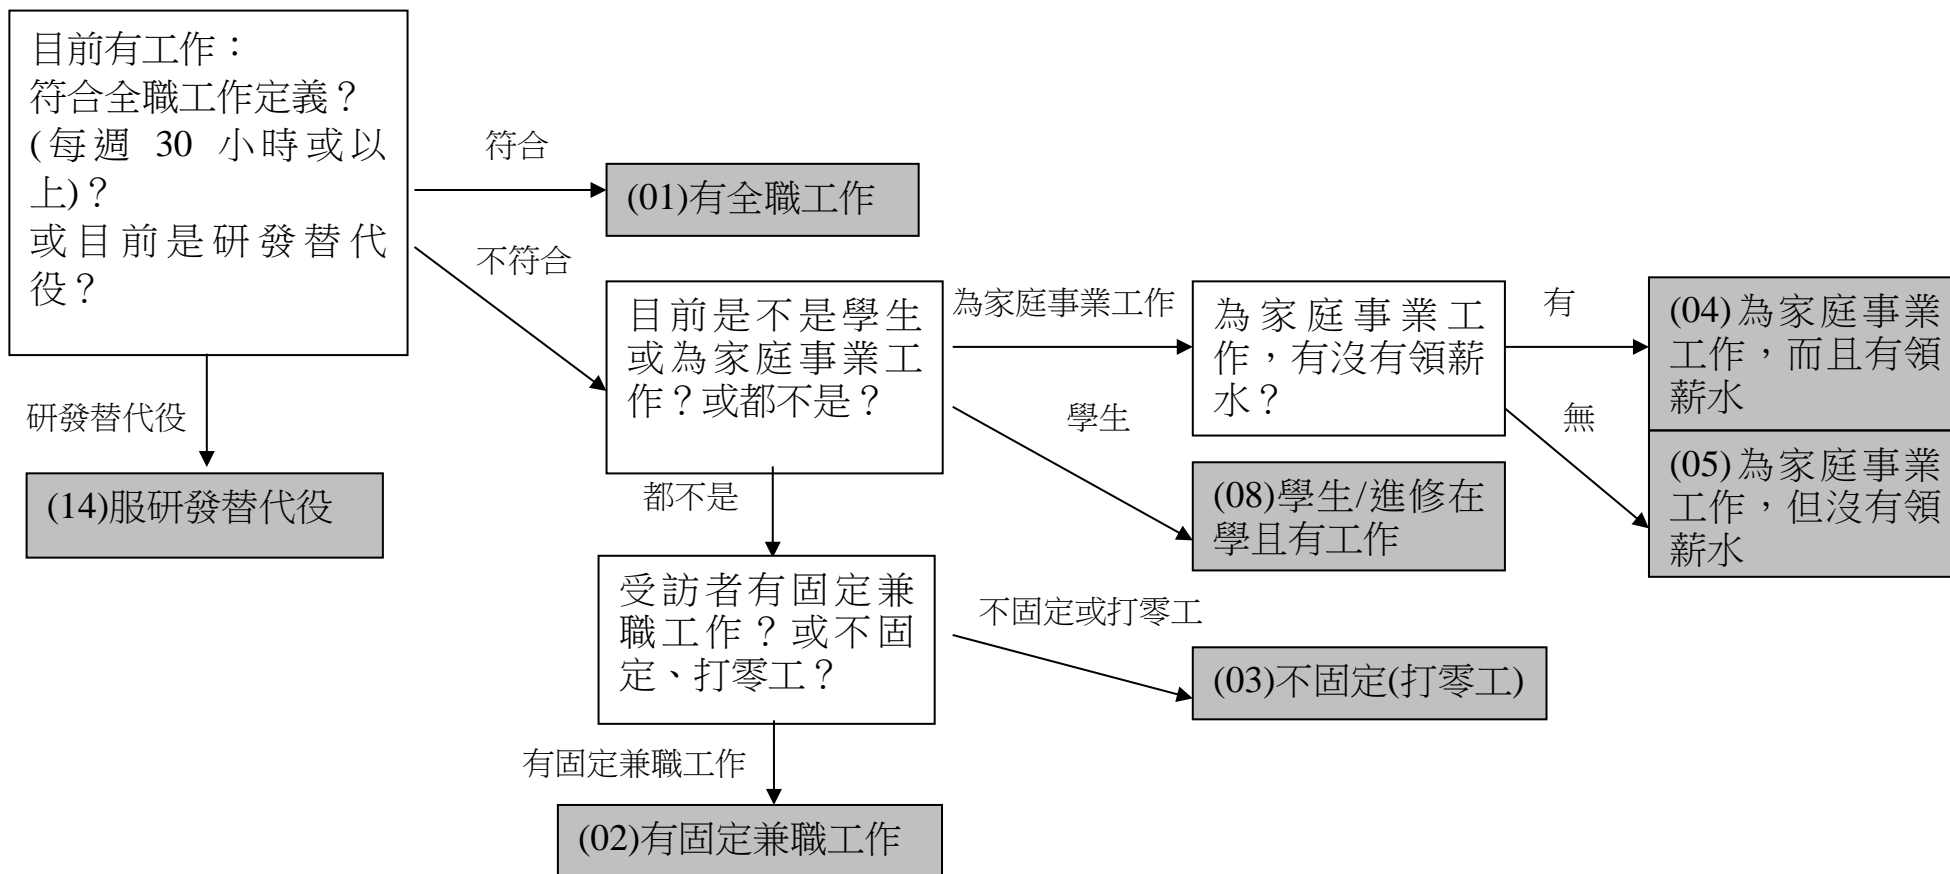 目前有工作：
符合全職工作定義？
(每週 30 小時或以
上)？
或目前是研發替代
役？
符合
(01)有全職工作
不符合
目前是不是學生
或為家庭事業工
作？或都不是？
為家庭事業工作
為家庭事業工
作，有沒有領薪
水？
有
(04)為家庭事業
工作，而且有領
薪水
無
(05)為家庭事業
工作，但沒有領
薪水
學生
(08)學生/進修在
學且有工作
研發替代役
(14)服研發替代役
都不是
受訪者有固定兼
職工作？或不固
定、打零工？
不固定或打零工
(03)不固定(打零工)
有固定兼職工作
(02)有固定兼職工作